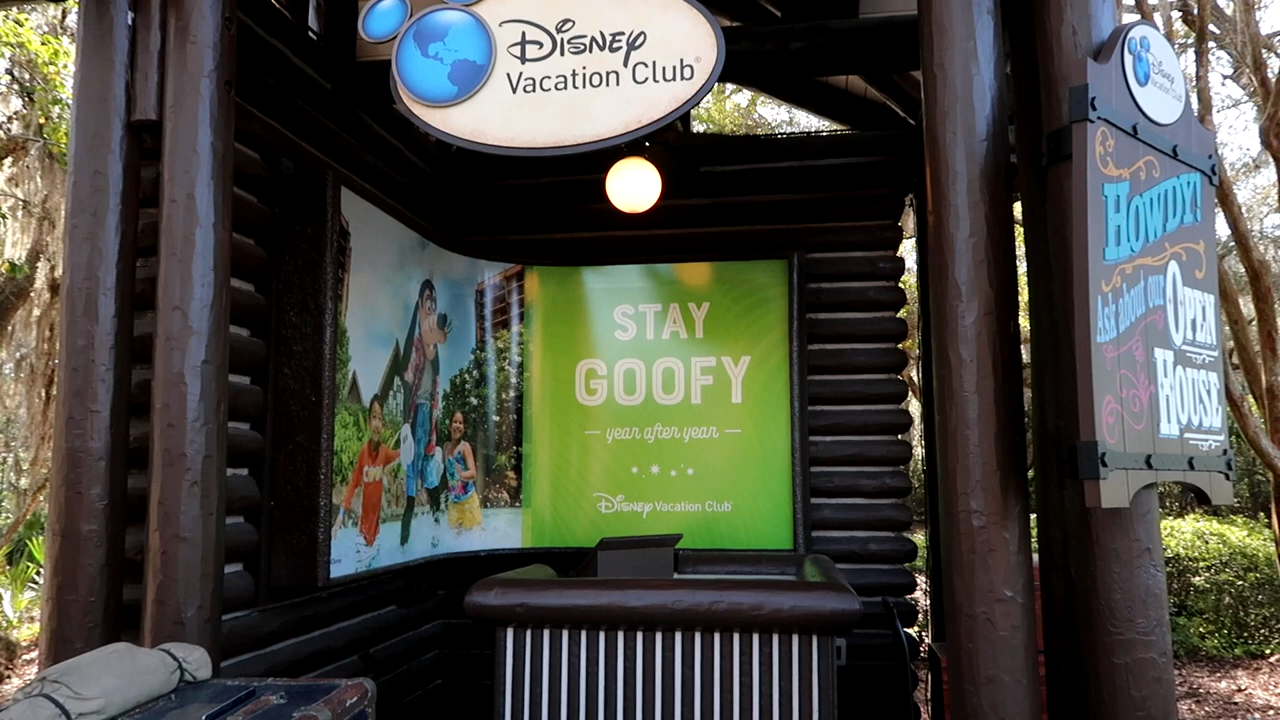 Disney
Vacation Club®
STAY
GOOFY
— year after year —
Disney Vacation Club
Disney
Vacation Club
HOWDY!
Ask about our OPEN
HOUSE